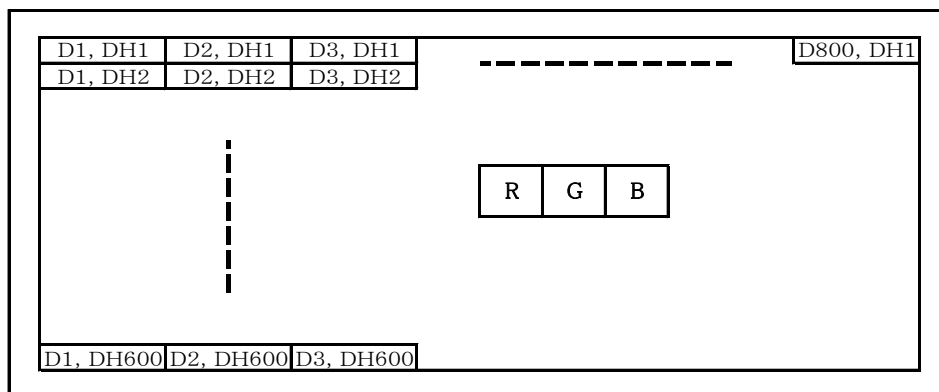 D1, DH1 D2, DH1 D3, DH1 D800, DH1
D1, DH2 D2, DH2 D3, DH2
R G B
D1, DH600 D2, DH600 D3, DH600